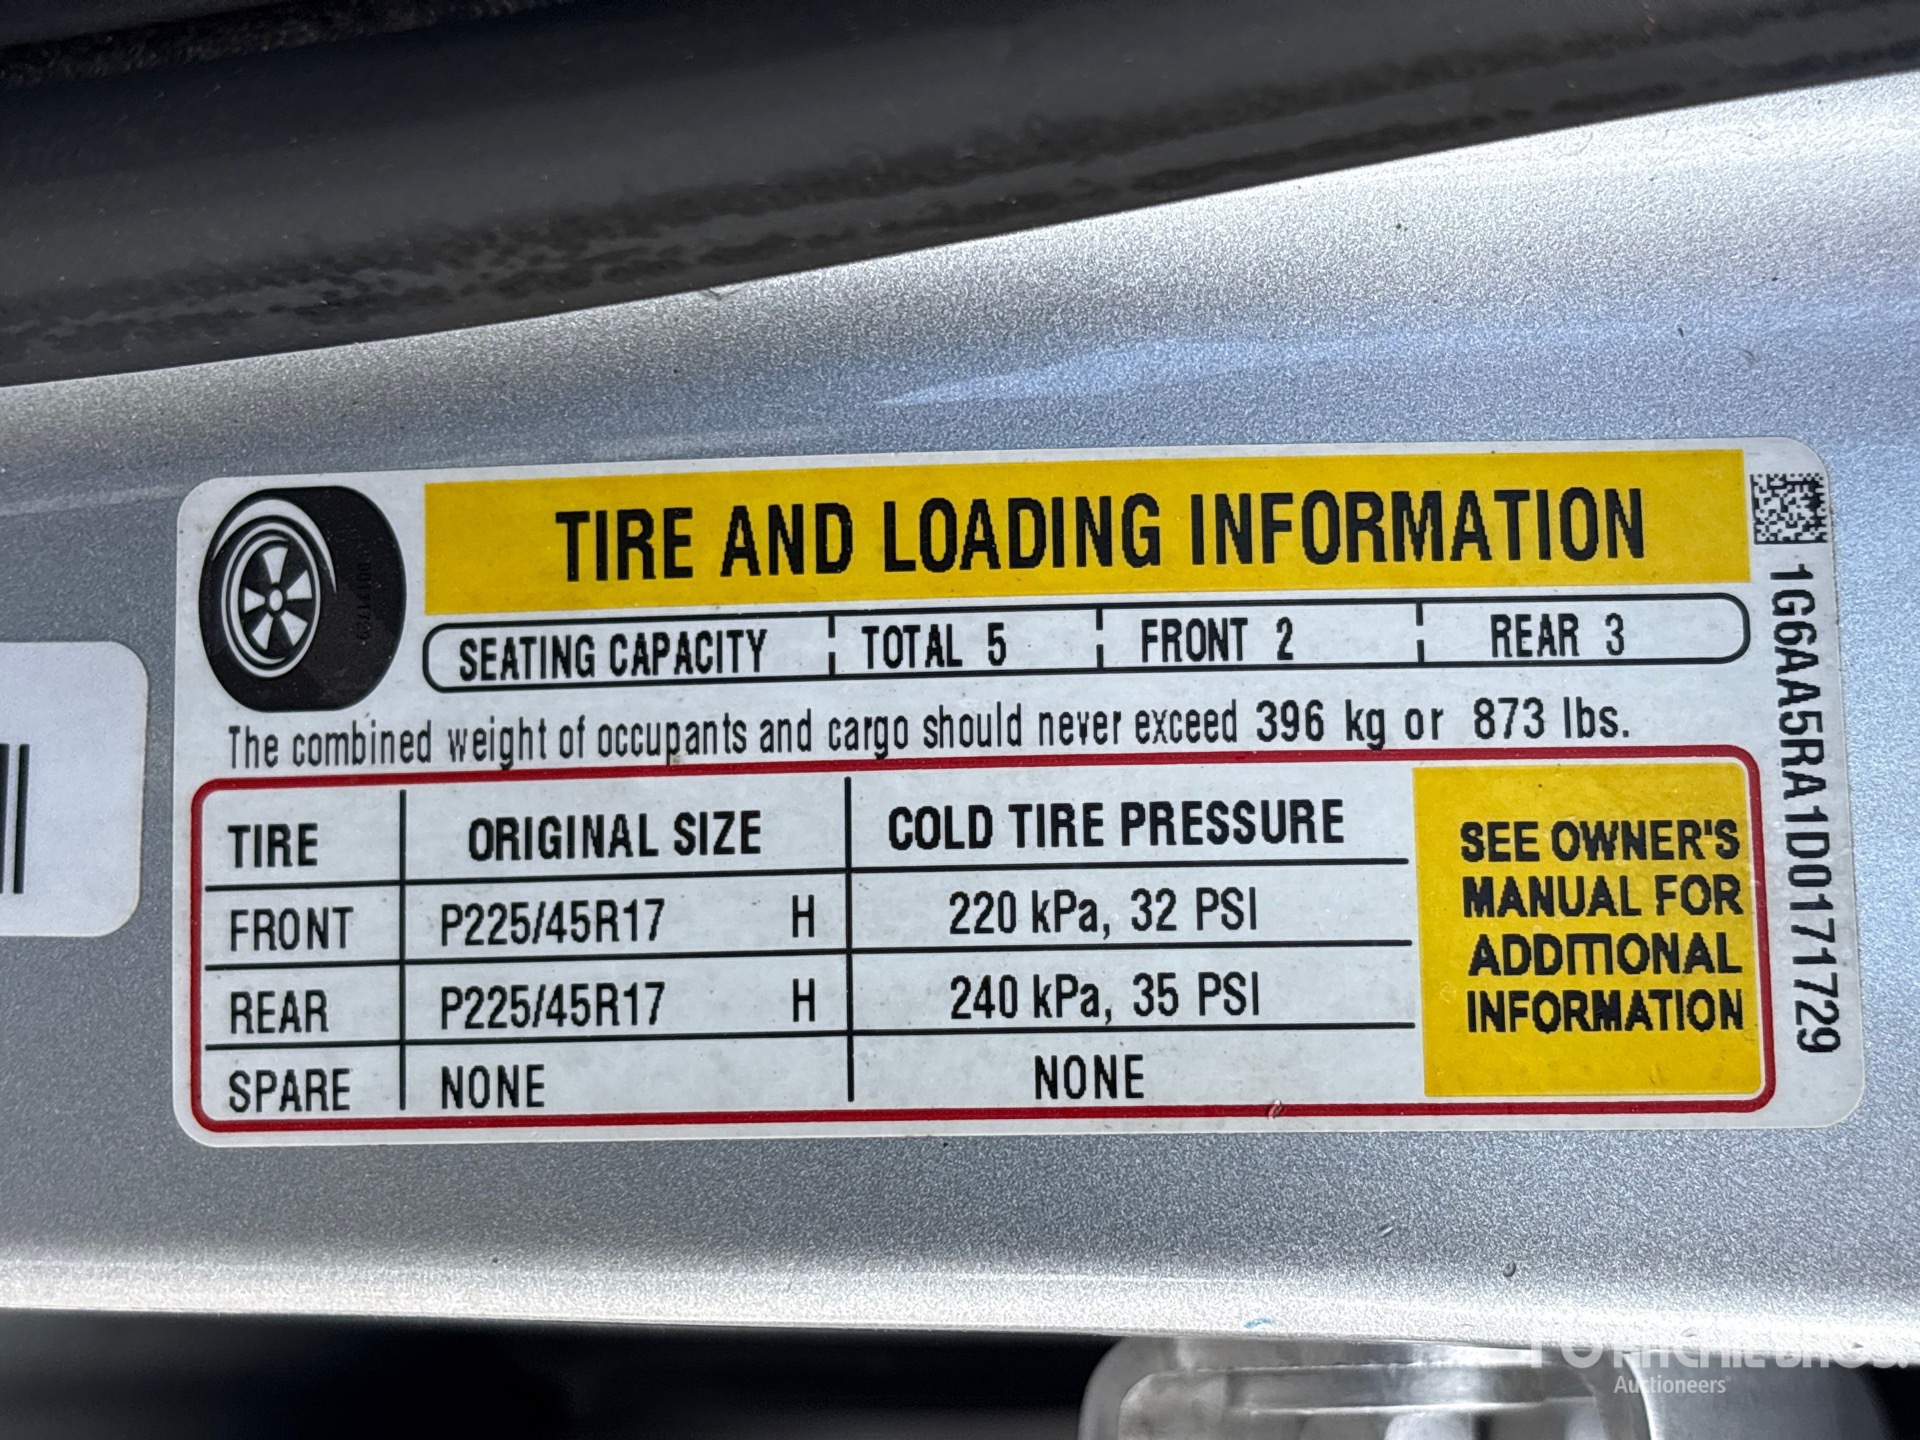 TIRE AND LOADING INFORMATION
SEATING CAPACITY TOTAL 5 FRONT 2 REAR 3
The combined weight of occupants and cargo should never exceed 396 kg or 873 lbs.
TIRE ORIGINAL SIZE COLD TIRE PRESSURE
FRONT P225/45R17 H 220 kPa, 32 PSI
REAR P225/45R17 H 240 kPa, 35 PSI
SPARE NONE NONE
SEE OWNER'S
MANUAL FOR
ADDITIONAL
INFORMATION
1G6AA5RA1D0171729
RITCHIE BROS.
Auctioneers